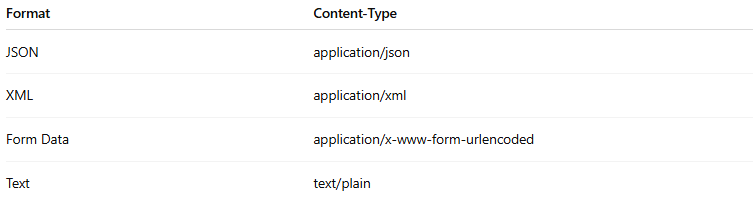 Format Content-Type
JSON application/json
XML application/xml
Form Data application/x-www-form-urlencoded
Text text/plain